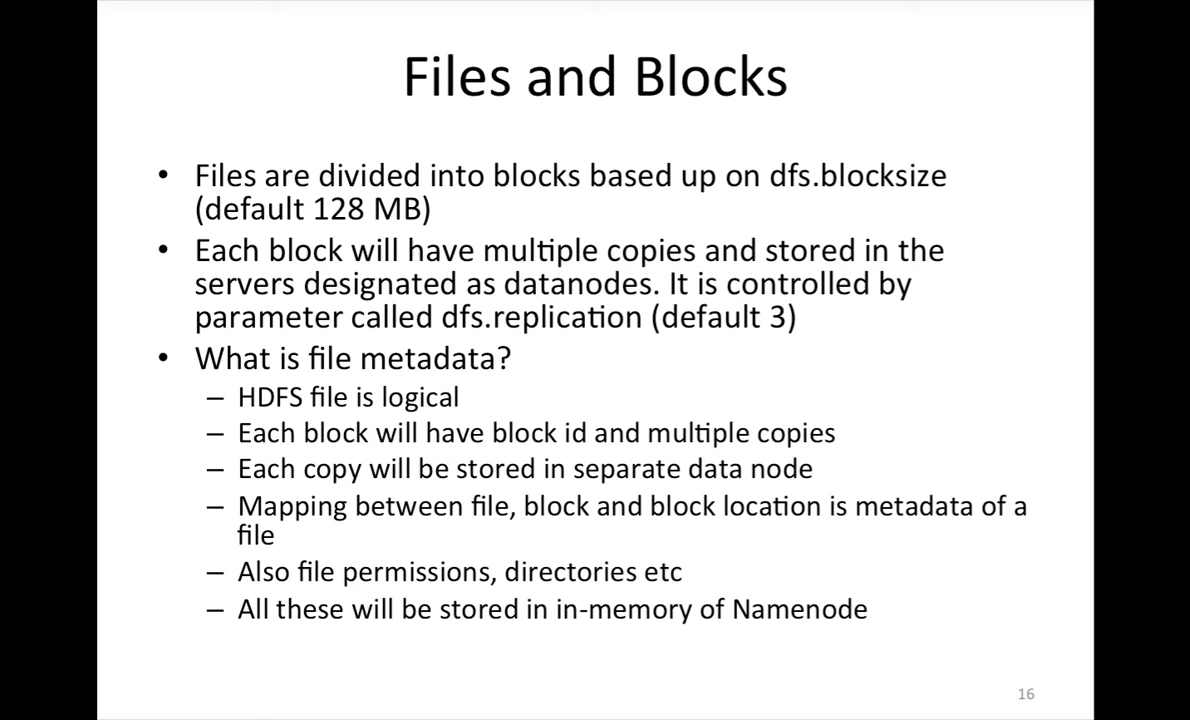 Files and Blocks
• Files are divided into blocks based up on dfs.blocksize
(default 128 MB)
• Each block will have multiple copies and stored in the
servers designated as datanodes. It is controlled by
parameter called dfs.replication (default 3)
• What is file metadata?
– HDFS file is logical
– Each block will have block id and multiple copies
– Each copy will be stored in separate data node
– Mapping between file, block and block location is metadata of a
file
– Also file permissions, directories etc
– All these will be stored in in-memory of Namenode
16